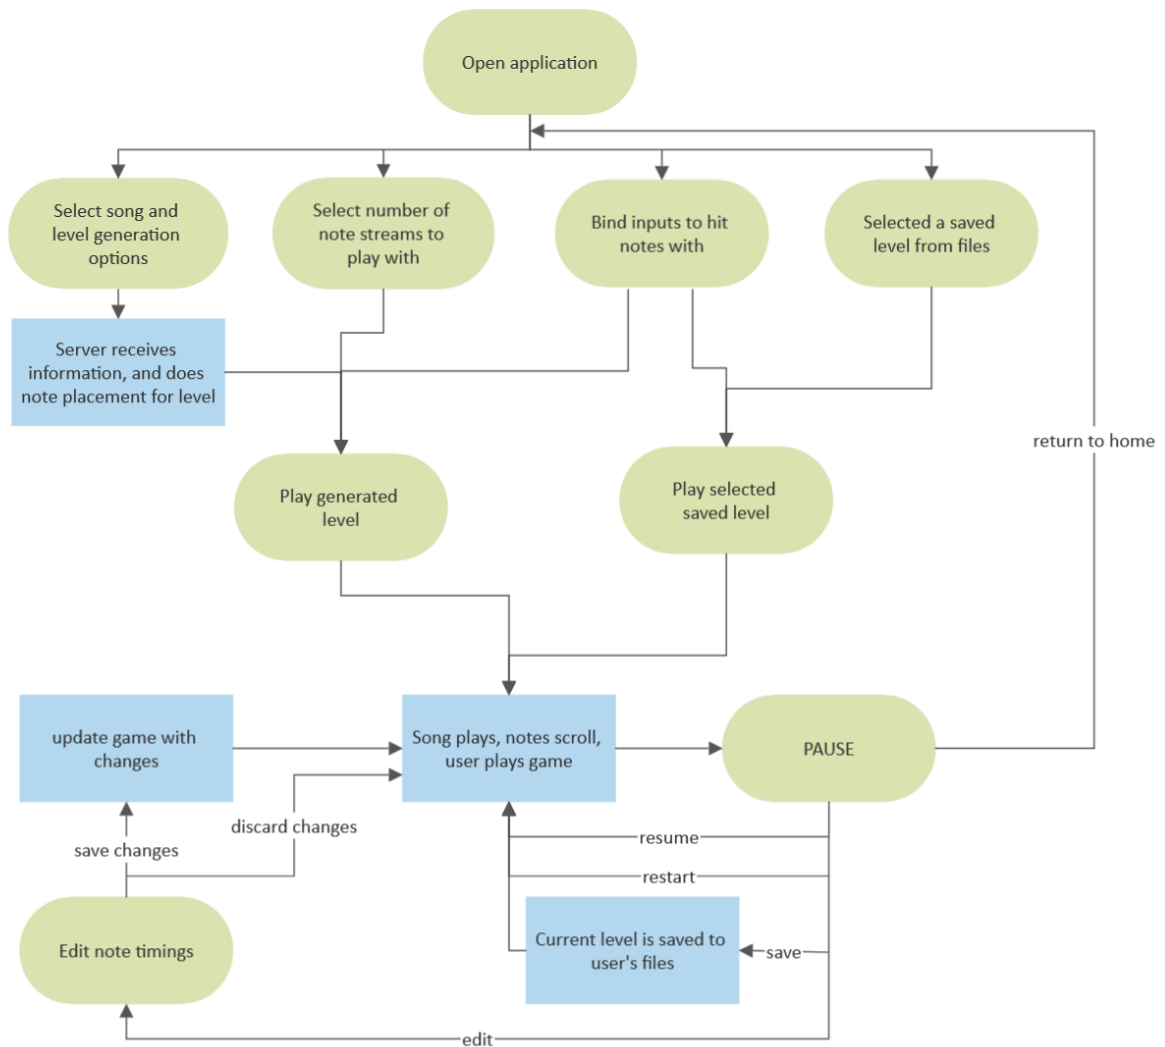 Open application
Select song and
level generation
options
Select number of
note streams to
play with
Bind inputs to hit
notes with
Selected a saved
level from files
Server receives
information, and does
note placement for level
return to home
Play generated
level
Play selected
saved level
update game with
changes
Song plays, notes scroll,
user plays game
PAUSE
discard changes
save changes
resume
restart
Edit note timings
Current level is saved to
user's files
save
edit